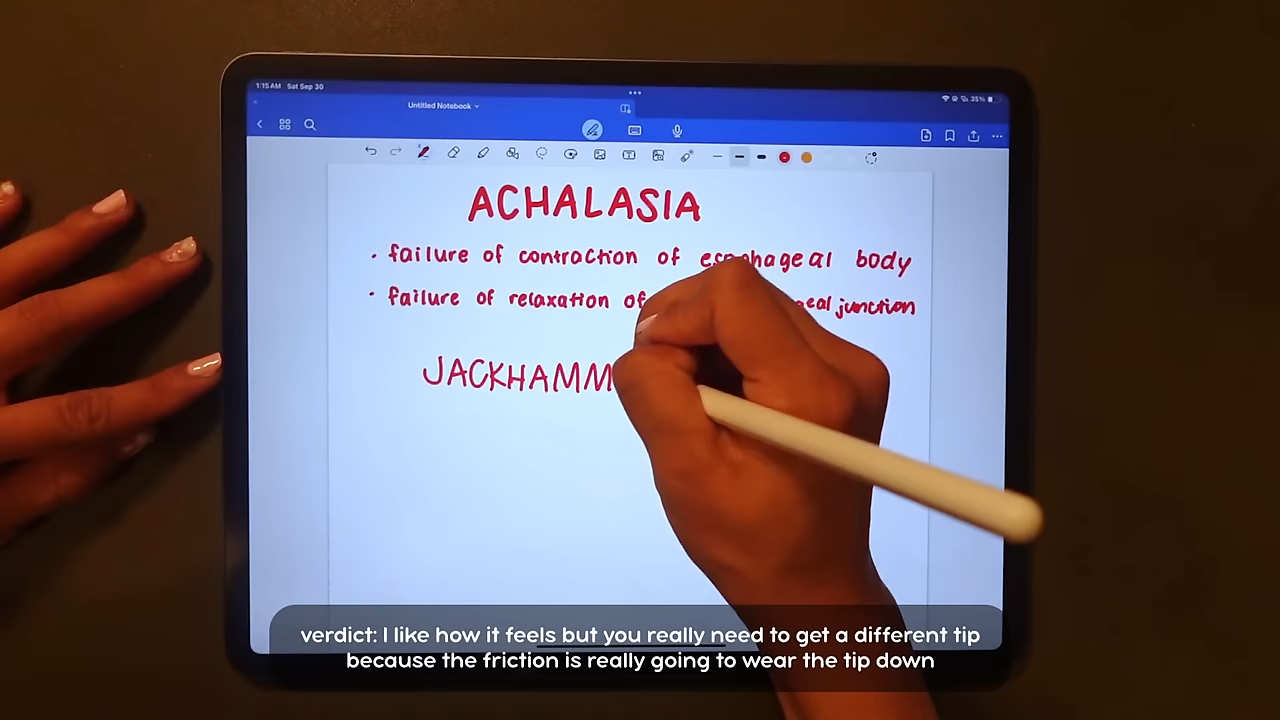 1:15 AM Sat Sep 30
35%
Untitled Notebook
ACHALASIA
· failure of contraction of esophageal body
· failure of relaxation of junction
JACKHAMM
verdict: I like how it feels but you really need to get a different tip
because the friction is really going to wear the tip down